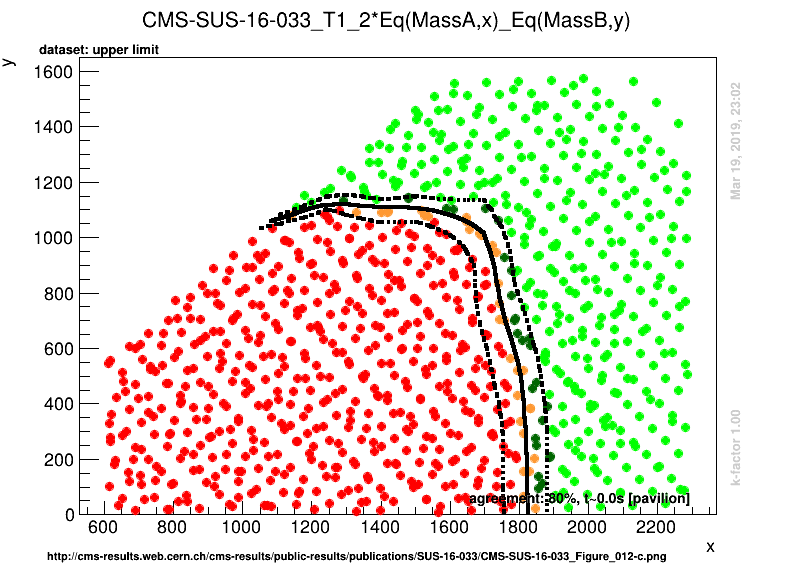 CMS-SUS-16-033_T1_2*Eq(MassA,x)_Eq(MassB,y)
dataset: upper limit
y
1600
1400
1200
1000
800
600
400
200
0
600 800 1000 1200 1400 1600 1800 2000 2200
x
agreement: 80%, t~0.0s [pavilion]
Mar 19, 2019, 23:02
k-factor 1.00
http://cms-results.web.cern.ch/cms-results/public-results/publications/SUS-16-033/CMS-SUS-16-033_Figure_012-c.png